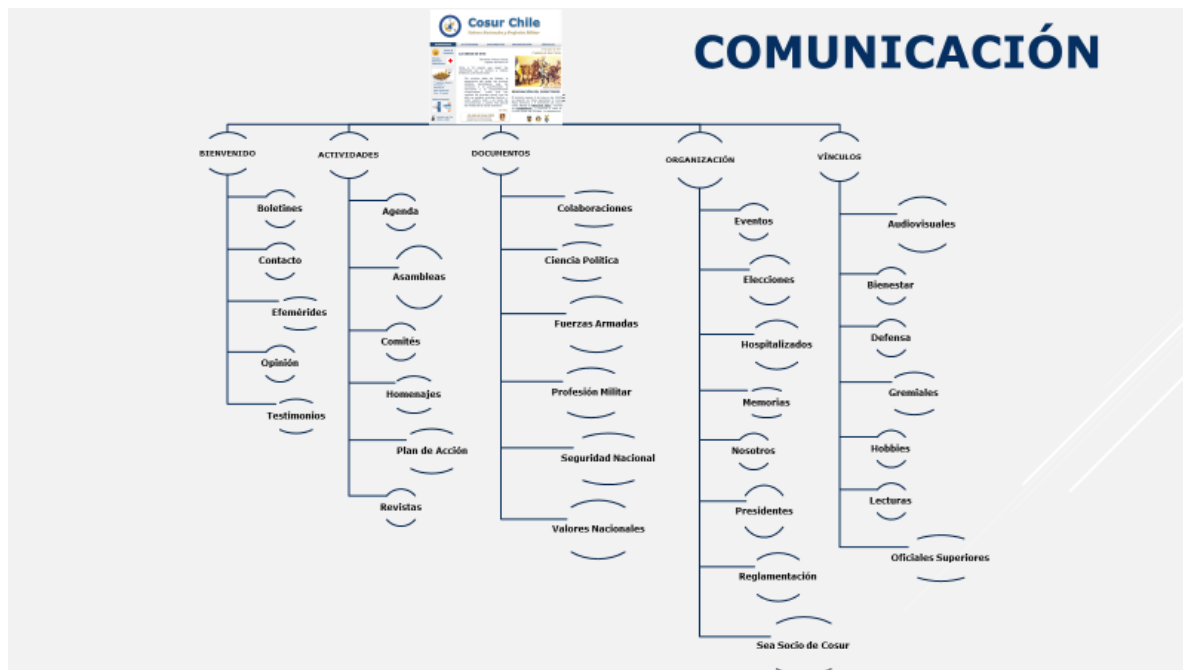 Cosur Chile
COMUNICACIÓN
BIENVENIDO
Boletines
Contacto
Efemérides
Opinión
Testimonios
ACTIVIDADES
Agenda
Asambleas
Comités
Homenajes
Plan de Acción
Revistas
DOCUMENTOS
Colaboraciones
Ciencia Política
Fuerzas Armadas
Profesión Militar
Seguridad Nacional
Valores Nacionales
ORGANIZACIÓN
Eventos
Elecciones
Hospitalizados
Memorias
Nosotros
Presidentes
Reglamentación
Sea Socio de Cosur
VÍNCULOS
Audiovisuales
Bienestar
Defensa
Gremiales
Hobbies
Lecturas
Oficiales Superiores